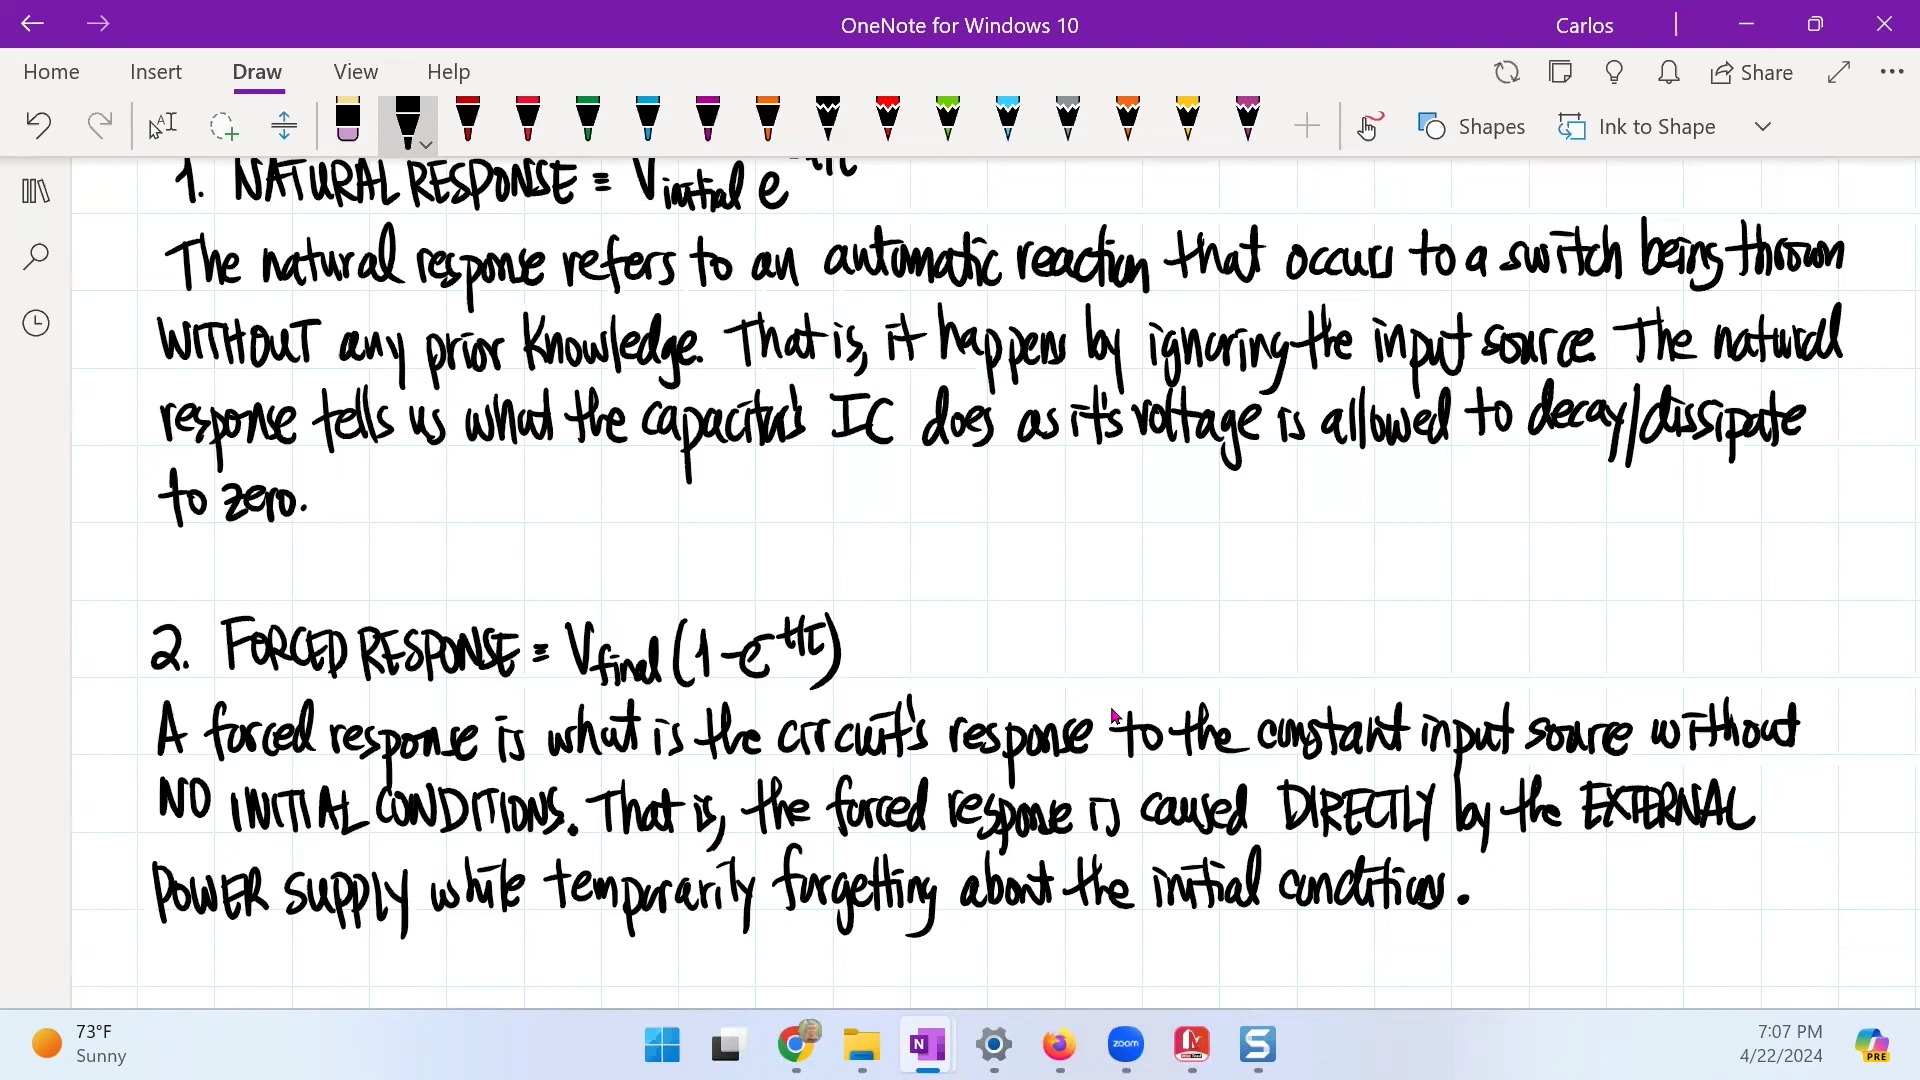 OneNote for Windows 10
Carlos
Home Insert Draw View Help
Share
Shapes Ink to Shape
1. NATURAL RESPONSE ≡ Vinitial e^-t/τ
The natural response refers to an automatic reaction that occurs to a switch being thrown
WITHOUT any prior Knowledge. That is, it happens by ignoring the input source. The natural
response tells us what the capacitor's IC does as it's voltage is allowed to decay/dissipate
to zero.
2. FORCED RESPONSE ≡ Vfinal (1-e^-t/τ)
A forced response is what is the circuit's response to the constant input source without
NO INITIAL CONDITIONS. That is, the forced response is caused DIRECTLY by the EXTERNAL
POWER SUPPLY while temporarily forgetting about the initial conditions.
73°F
Sunny
zoom
7:07 PM
4/22/2024
PRE